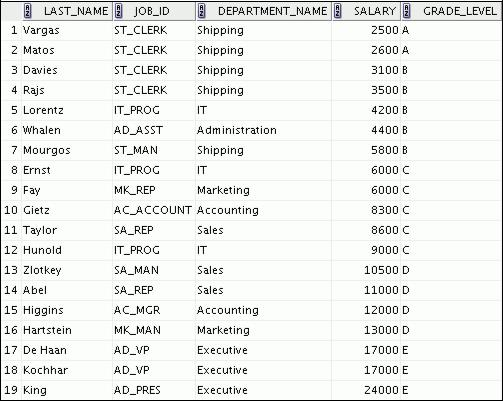 LAST_NAME JOB_ID DEPARTMENT_NAME SALARY GRADE_LEVEL
1 Vargas ST_CLERK Shipping 2500 A
2 Matos ST_CLERK Shipping 2600 A
3 Davies ST_CLERK Shipping 3100 B
4 Rajs ST_CLERK Shipping 3500 B
5 Lorentz IT_PROG IT 4200 B
6 Whalen AD_ASST Administration 4400 B
7 Mourgos ST_MAN Shipping 5800 B
8 Ernst IT_PROG IT 6000 C
9 Fay MK_REP Marketing 6000 C
10 Gietz AC_ACCOUNT Accounting 8300 C
11 Taylor SA_REP Sales 8600 C
12 Hunold IT_PROG IT 9000 C
13 Zlotkey SA_MAN Sales 10500 D
14 Abel SA_REP Sales 11000 D
15 Higgins AC_MGR Accounting 12000 D
16 Hartstein MK_MAN Marketing 13000 D
17 De Haan AD_VP Executive 17000 E
18 Kochhar AD_VP Executive 17000 E
19 King AD_PRES Executive 24000 E